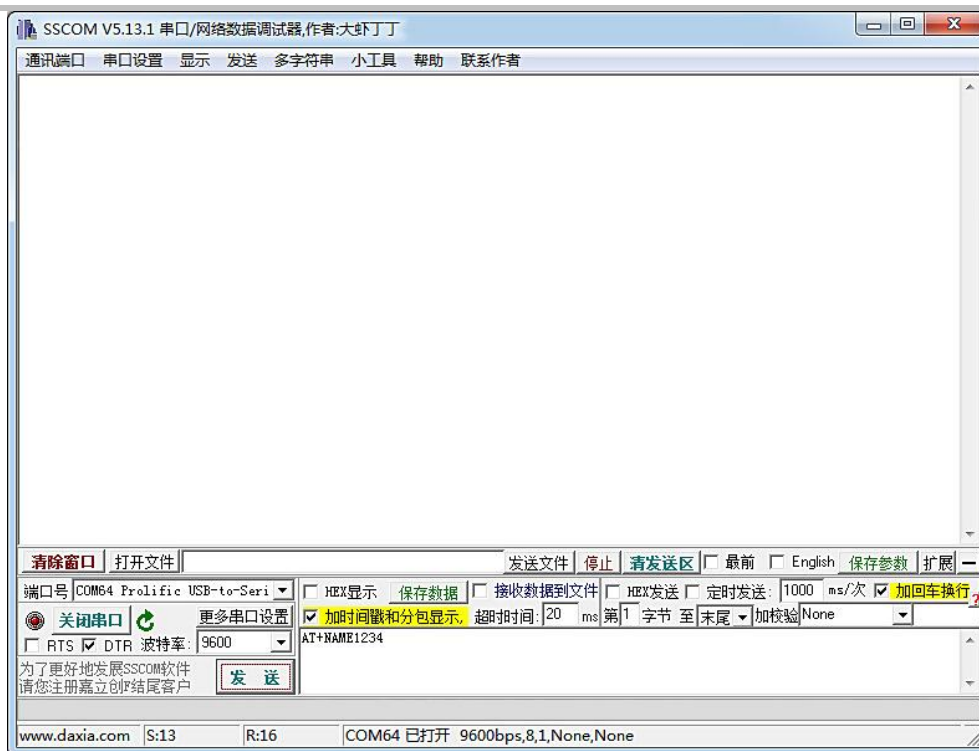 SSCOM V5.13.1 串口/网络数据调试器,作者:大虾丁丁
通讯端口 串口设置 显示 发送 多字符串 小工具 帮助 联系作者
清除窗口 打开文件 发送文件 停止 清发送区 最前 English 保存参数 扩展
端口号 COM64 Prolific USB-to-Seri HEX显示 保存数据 接收数据到文件 HEX发送 定时发送: 1000 ms/次 加回车换行
关闭串口 更多串口设置 加时间戳和分包显示, 超时时间: 20 ms 第 1 字节 至 末尾 加校验 None
RTS DTR 波特率: 9600 AT+NAME1234
为了更好地发展SSCOM软件
请您注册嘉立创F结尾客户 发 送
www.daxia.com S:13 R:16 COM64 已打开 9600bps,8,1,None,None